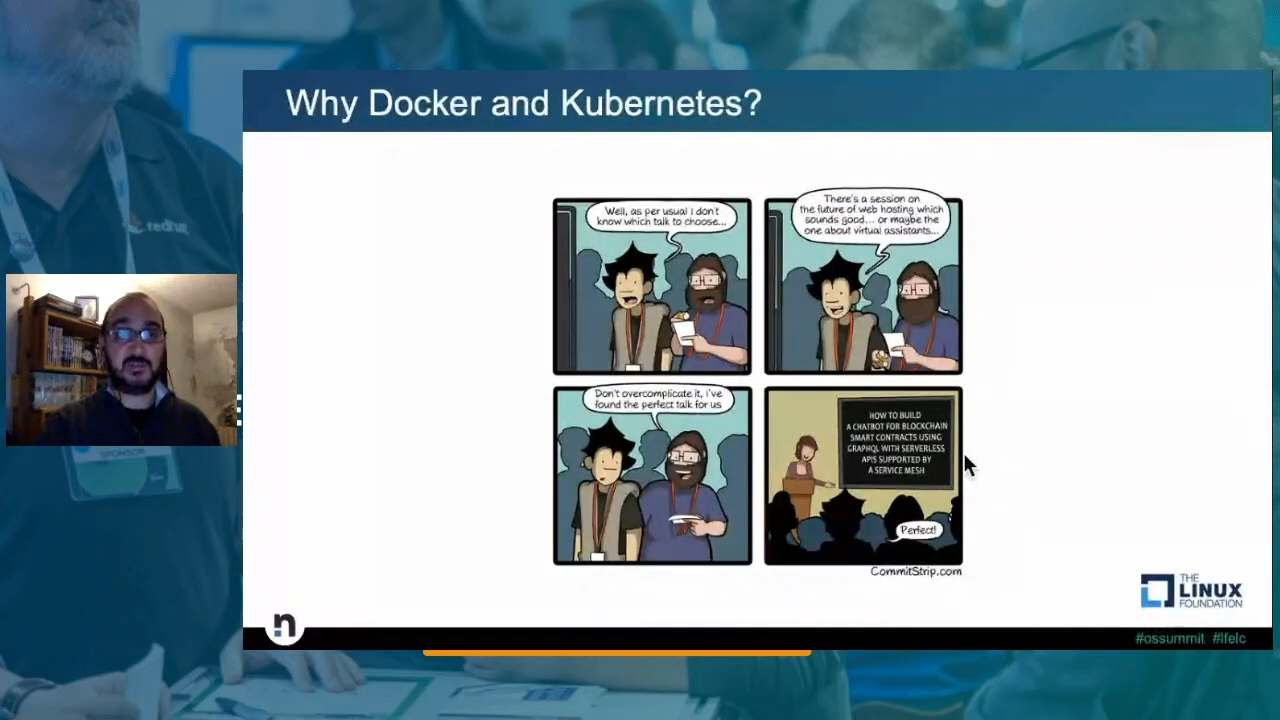 Why Docker and Kubernetes?
Well, as per usual I don't
know which talk to choose...
There's a session on
the future of web hosting which
sounds good... or maybe the
one about virtual assistants...
Don't overcomplicate it, I've
found the perfect talk for us
HOW TO BUILD
A CHATBOT FOR BLOCKCHAIN
SMART CONTRACTS USING
GRAPHQL WITH SERVERLESS
APIS SUPPORTED BY
A SERVICE MESH
Perfect!
CommitStrip.com
THE
LINUX
FOUNDATION
n
#ossummit #lfelc
redhat
SPONSOR